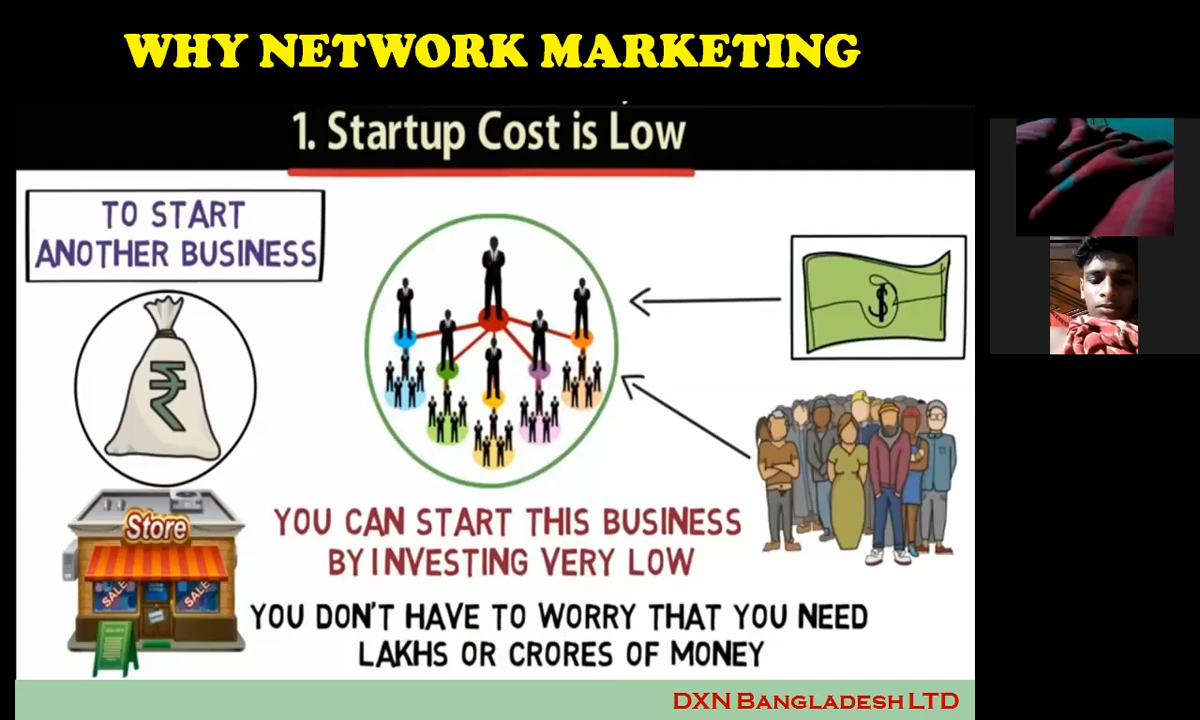 WHY NETWORK MARKETING
1. Startup Cost is Low
TO START
ANOTHER BUSINESS
₹
$
Store
SALE
SALE
YOU CAN START THIS BUSINESS
BY INVESTING VERY LOW
YOU DON'T HAVE TO WORRY THAT YOU NEED
LAKHS OR CRORES OF MONEY
DXN BANGLADESH LTD